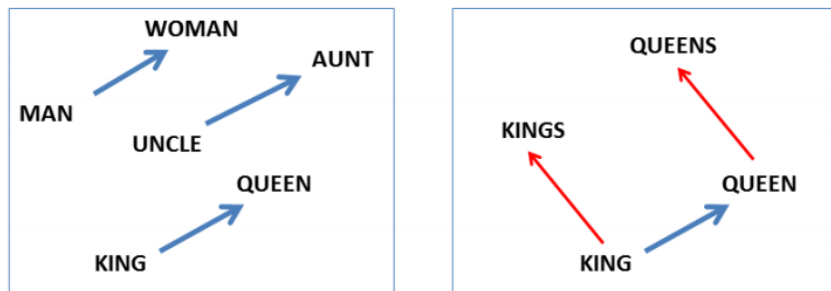 WOMAN
AUNT
MAN
UNCLE
QUEEN
KING
QUEENS
KINGS
QUEEN
KING